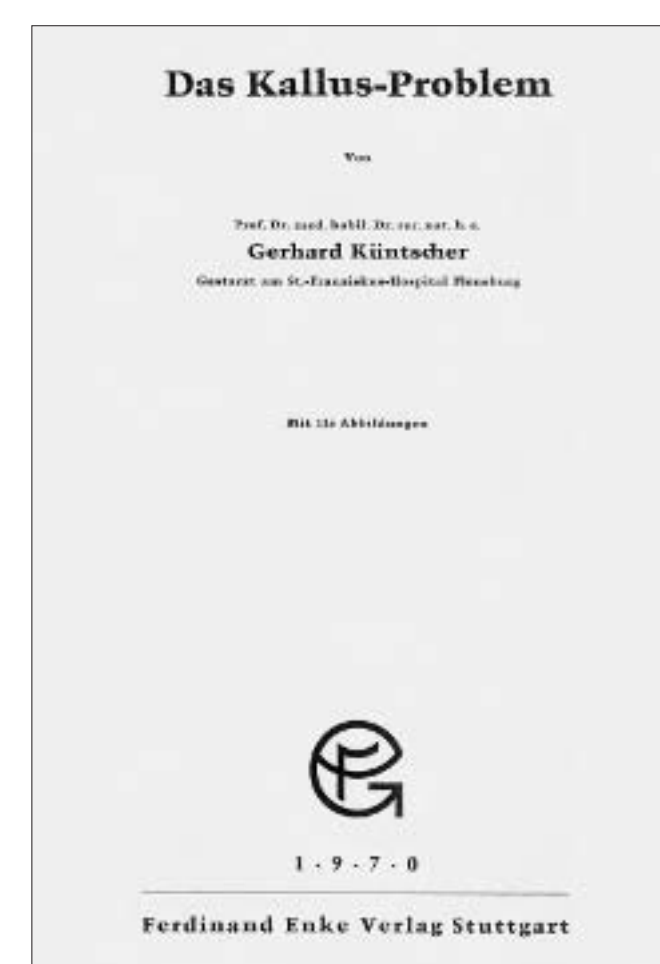 Das Kallus-Problem
Von
Prof. Dr. med. habil. Dr. rer. nat. h. c.
Gerhard Küntscher
Gastarzt am St.-Franziskus-Hospital Flensburg
Mit Abbildungen
1 · 9 · 7 · 0
Ferdinand Enke Verlag Stuttgart